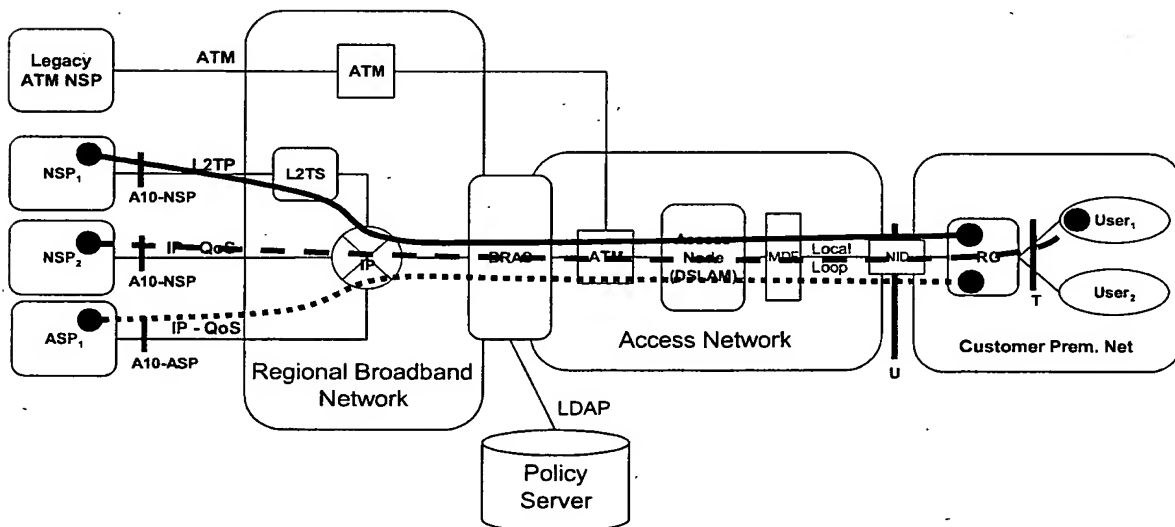 Legacy
ATM NSP
ATM
ATM
NSP₁
L2TP
A10-NSP
L2TS
NSP₂
IP - QoS
A10-NSP
IP
ASP₁
IP - QoS
A10-ASP
Regional Broadband
Network
BRAS
ATM
Access
Node
(DSLAM)
MDF
Local
Loop
NID
Access Network
U
RG
T
User₁
User₂
Customer Prem. Net
LDAP
Policy
Server